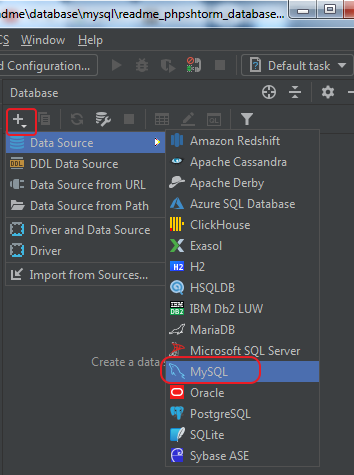 dme\database\mysql\readme_phpshtorm_database...
CS Window Help
d Configuration...
Default task
Database
Data Source
DDL Data Source
Data Source from URL
Data Source from Path
Driver and Data Source
Driver
Import from Sources...
Amazon Redshift
Apache Cassandra
Apache Derby
Azure SQL Database
ClickHouse
Exasol
H2
HSQLDB
IBM Db2 LUW
MariaDB
Microsoft SQL Server
MySQL
Oracle
PostgreSQL
SQLite
Sybase ASE
Create a data s